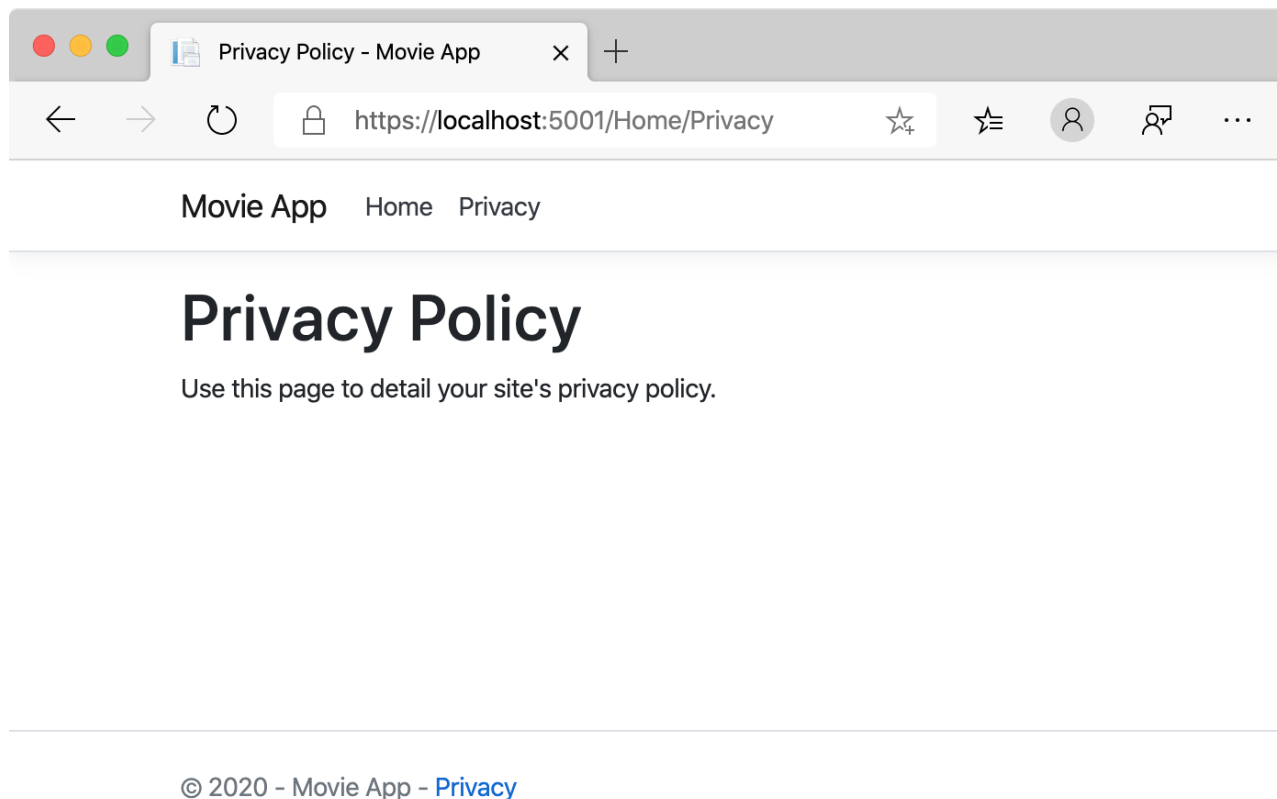 Privacy Policy - Movie App
https://localhost:5001/Home/Privacy
Movie App Home Privacy
Privacy Policy
Use this page to detail your site's privacy policy.
© 2020 - Movie App - Privacy